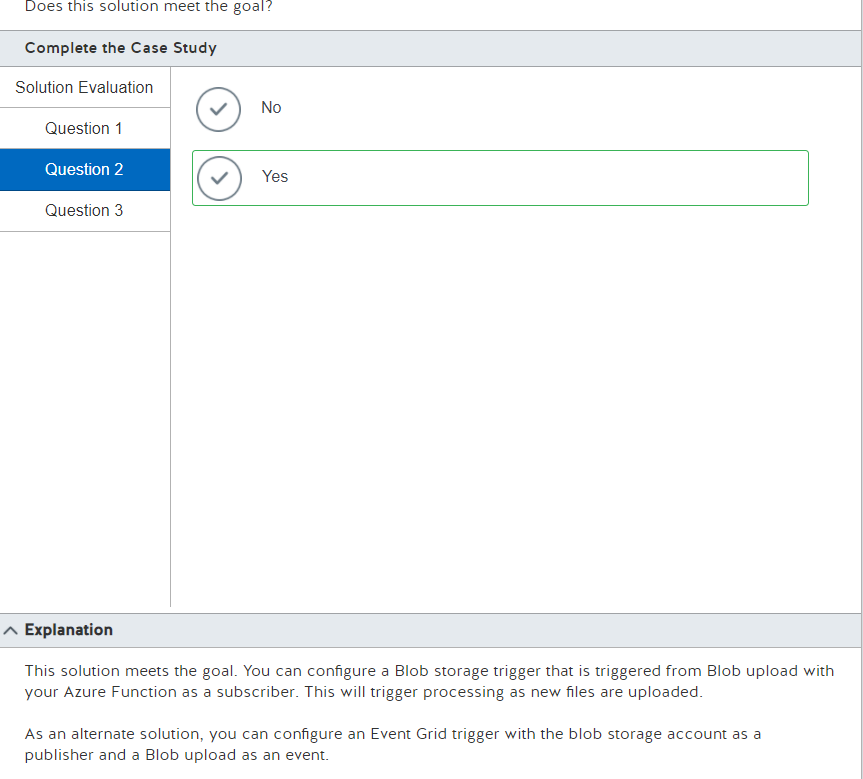 Does this solution meet the goal?
Complete the Case Study
Solution Evaluation
Question 1
Question 2
Question 3
No
Yes
Explanation
This solution meets the goal. You can configure a Blob storage trigger that is triggered from Blob upload with
your Azure Function as a subscriber. This will trigger processing as new files are uploaded.
As an alternate solution, you can configure an Event Grid trigger with the blob storage account as a
publisher and a Blob upload as an event.